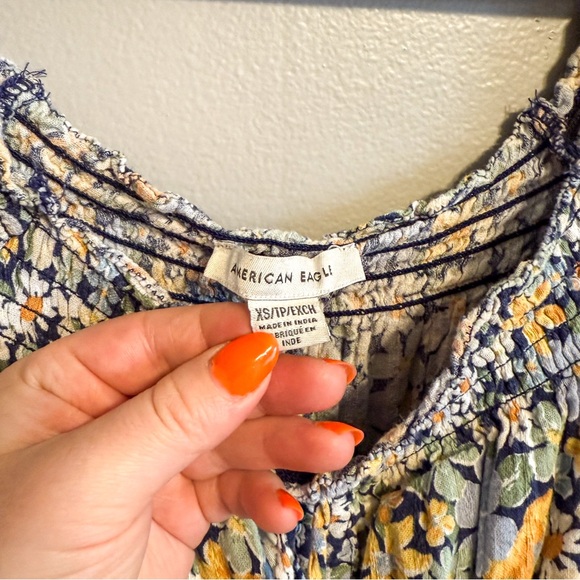 AMERICAN EAGLE
XS/TP/EXCH
MADE IN INDIA
FABRIQUÉ EN
INDE